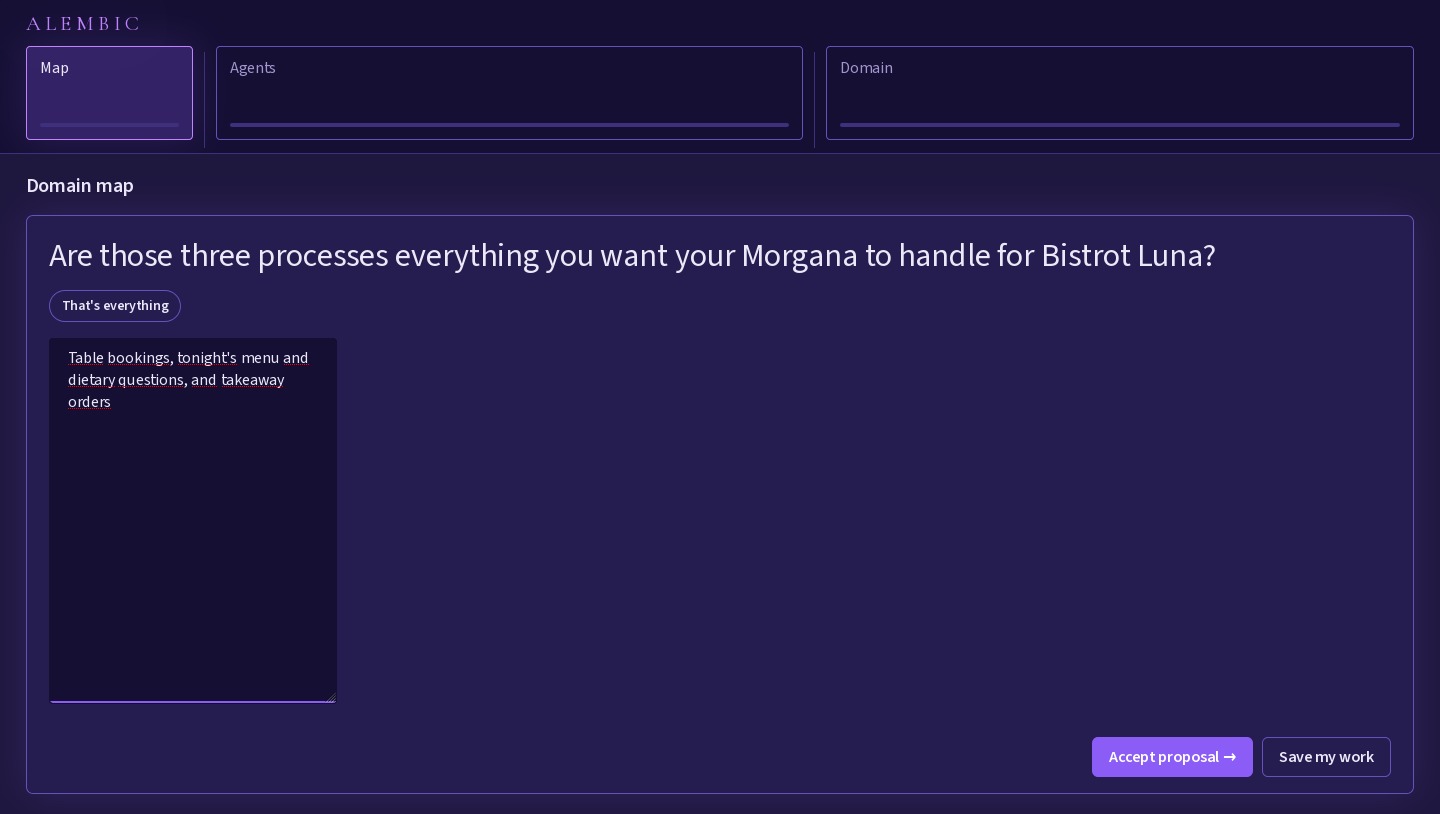 ALEMBIC
Map
Agents
Domain
Domain map
Are those three processes everything you want your Morgana to handle for Bistrot Luna?
That's everything
Table bookings, tonight's menu and
dietary questions, and takeaway
orders
Accept proposal →
Save my work